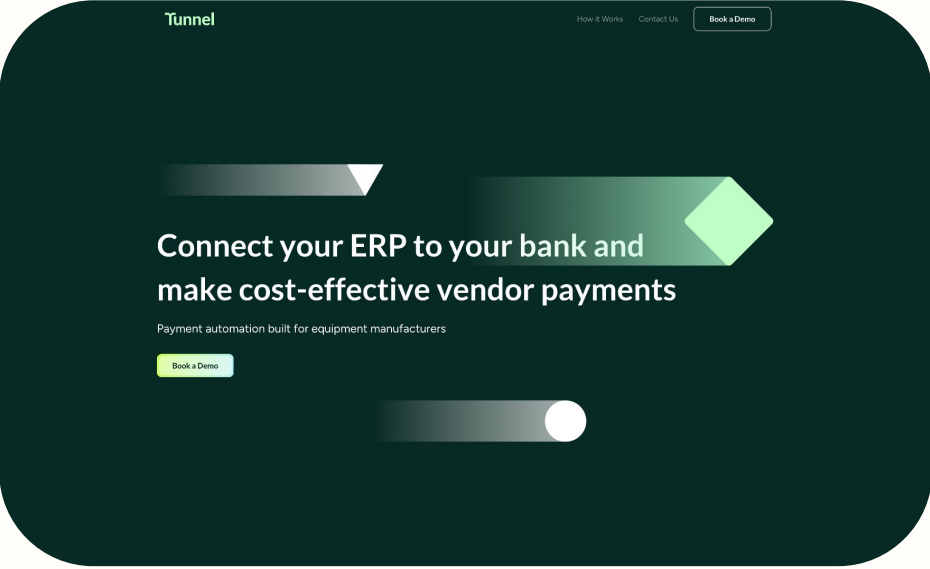 Tunnel
How it Works
Contact Us
Book a Demo
Connect your ERP to your bank and
make cost-effective vendor payments
Payment automation built for equipment manufacturers
Book a Demo